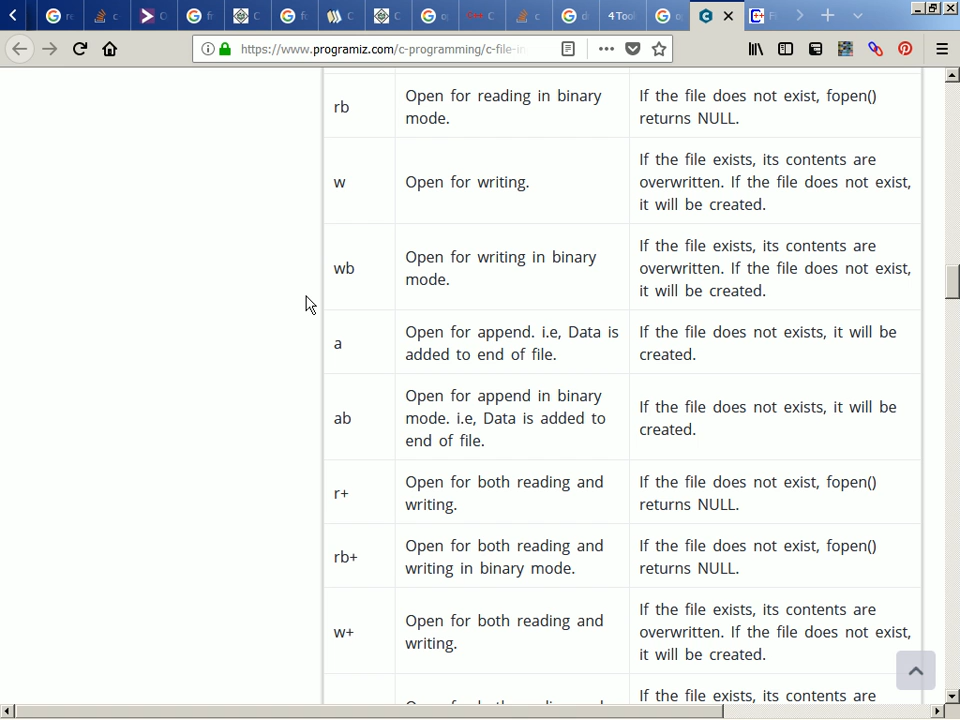 4 Tool
https://www.programiz.com/c-programming/c-file-in
rb
Open for reading in binary
mode.
If the file does not exist, fopen()
returns NULL.
w
Open for writing.
If the file exists, its contents are
overwritten. If the file does not exist,
it will be created.
wb
Open for writing in binary
mode.
If the file exists, its contents are
overwritten. If the file does not exist,
it will be created.
a
Open for append. i.e, Data is
added to end of file.
If the file does not exists, it will be
created.
ab
Open for append in binary
mode. i.e, Data is added to
end of file.
If the file does not exists, it will be
created.
r+
Open for both reading and
writing.
If the file does not exist, fopen()
returns NULL.
rb+
Open for both reading and
writing in binary mode.
If the file does not exist, fopen()
returns NULL.
w+
Open for both reading and
writing.
If the file exists, its contents are
overwritten. If the file does not exist,
it will be created.
If the file exists, its contents are